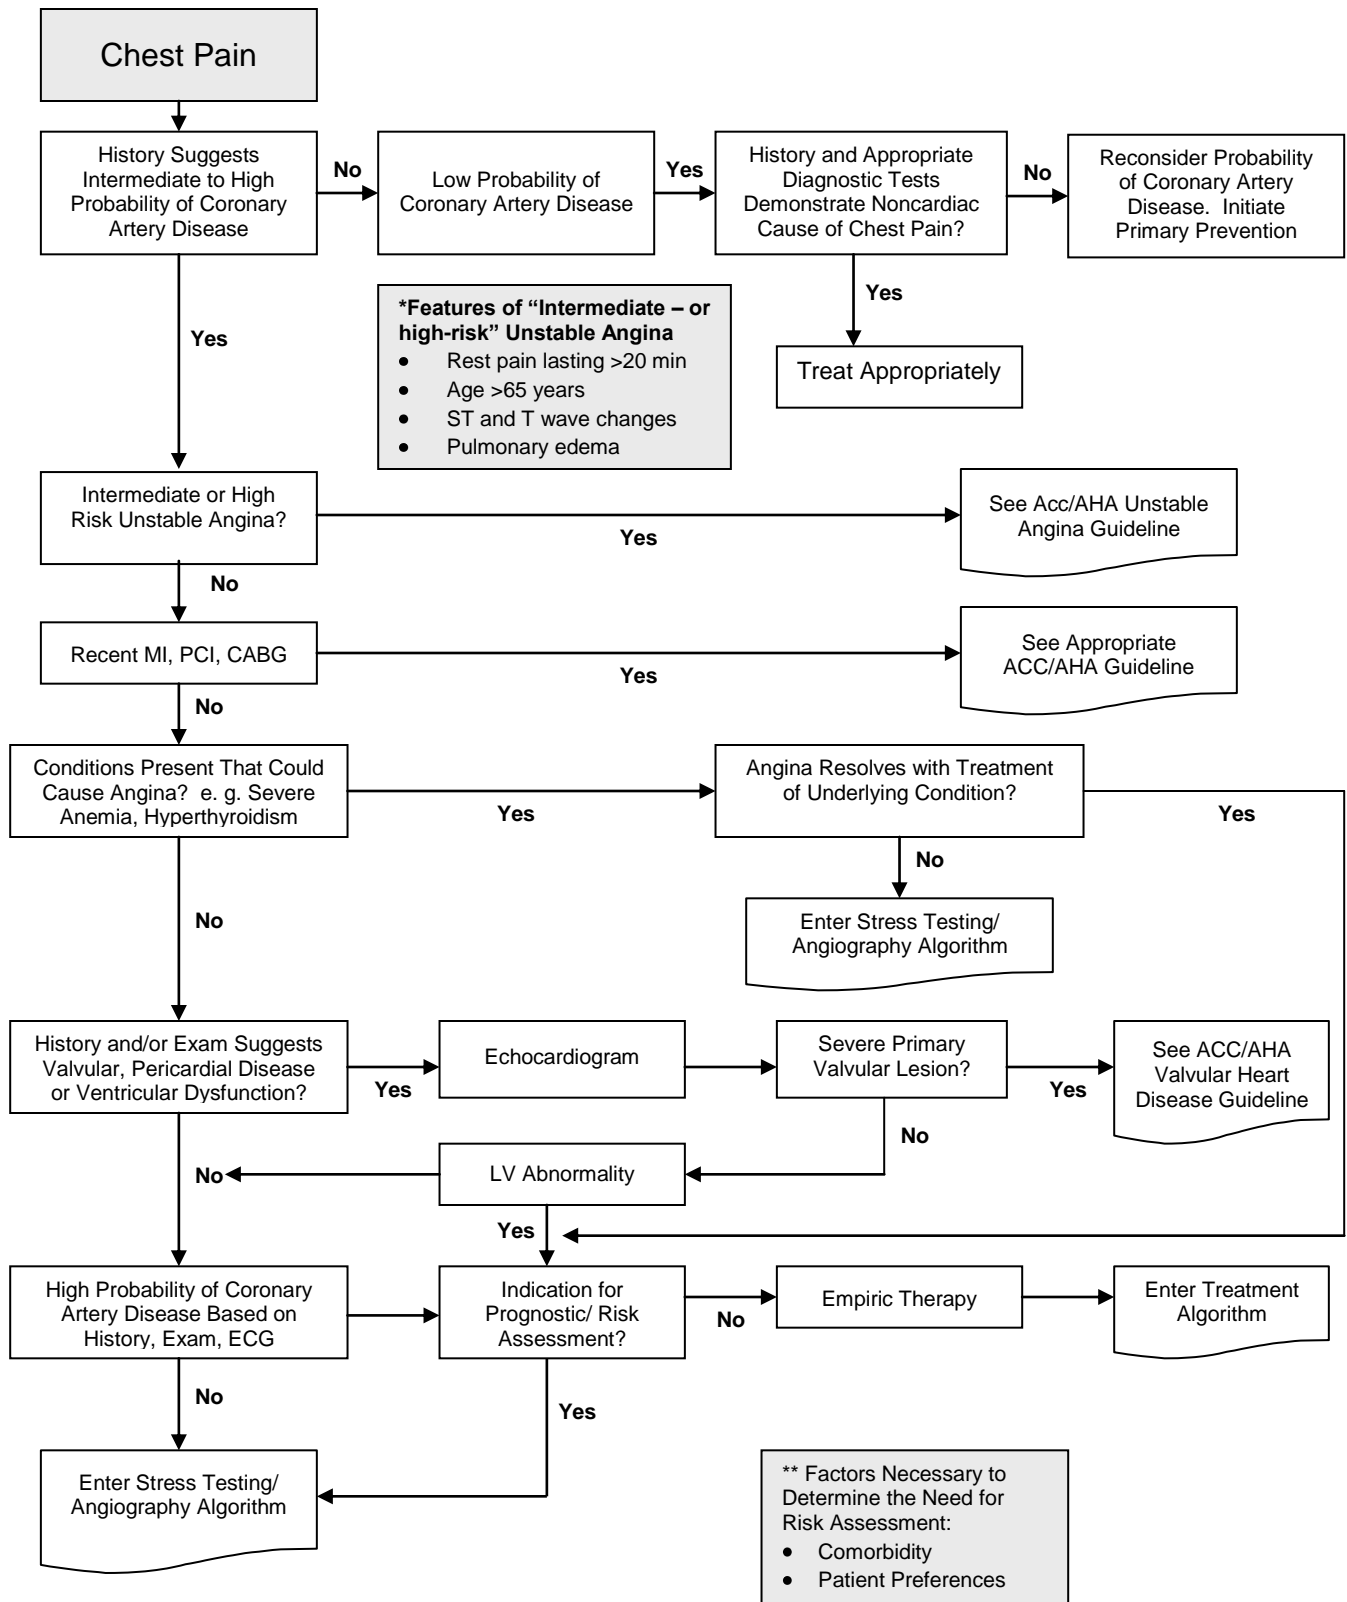 Chest Pain
History Suggests
Intermediate to High
Probability of Coronary
Artery Disease
No
Low Probability of
Coronary Artery Disease
Yes
History and Appropriate
Diagnostic Tests
Demonstrate Noncardiac
Cause of Chest Pain?
No
Reconsider Probability
of Coronary Artery
Disease.  Initiate
Primary Prevention
Yes
Yes
*Features of “Intermediate – or
high-risk” Unstable Angina
• Rest pain lasting >20 min
• Age >65 years
• ST and T wave changes
• Pulmonary edema
Treat Appropriately
Intermediate or High
Risk Unstable Angina?
Yes
See Acc/AHA Unstable
Angina Guideline
No
Recent MI, PCI, CABG
Yes
See Appropriate
ACC/AHA Guideline
No
Conditions Present That Could
Cause Angina?  e. g. Severe
Anemia, Hyperthyroidism
Yes
Angina Resolves with Treatment
of Underlying Condition?
Yes
No
Enter Stress Testing/
Angiography Algorithm
No
History and/or Exam Suggests
Valvular, Pericardial Disease
or Ventricular Dysfunction?
Yes
Echocardiogram
Severe Primary
Valvular Lesion?
Yes
See ACC/AHA
Valvular Heart
Disease Guideline
No
LV Abnormality
No
Yes
High Probability of Coronary
Artery Disease Based on
History, Exam, ECG
Indication for
Prognostic/ Risk
Assessment?
No
Empiric Therapy
Enter Treatment
Algorithm
No
Yes
Enter Stress Testing/
Angiography Algorithm
** Factors Necessary to
Determine the Need for
Risk Assessment:
• Comorbidity
• Patient Preferences